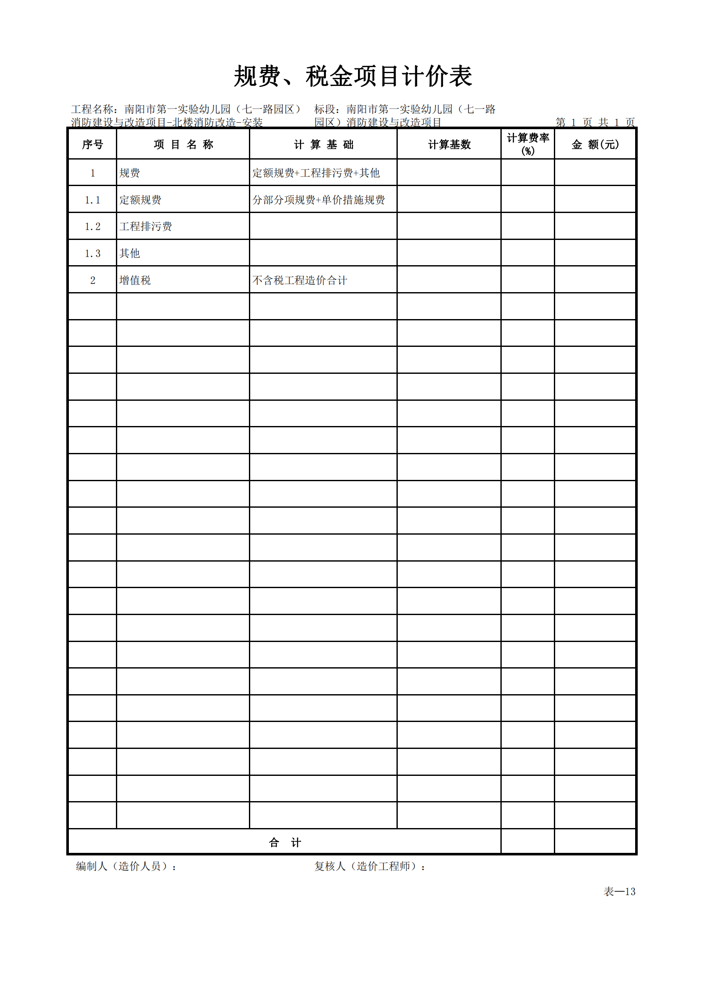 规费、税金项目计价表
工程名称：南阳市第一实验幼儿园（七一路园区）
消防建设与改造项目-北楼消防改造-安装
标段：南阳市第一实验幼儿园（七一路
园区）消防建设与改造项目
第 1 页 共 1 页
序号 项 目 名 称 计 算 基 础 计算基数 计算费率(%) 金 额(元)
1 规费 定额规费+工程排污费+其他
1.1 定额规费 分部分项规费+单价措施规费
1.2 工程排污费
1.3 其他
2 增值税 不含税工程造价合计
合 计
编制人（造价人员）： 复核人（造价工程师）：
表—13